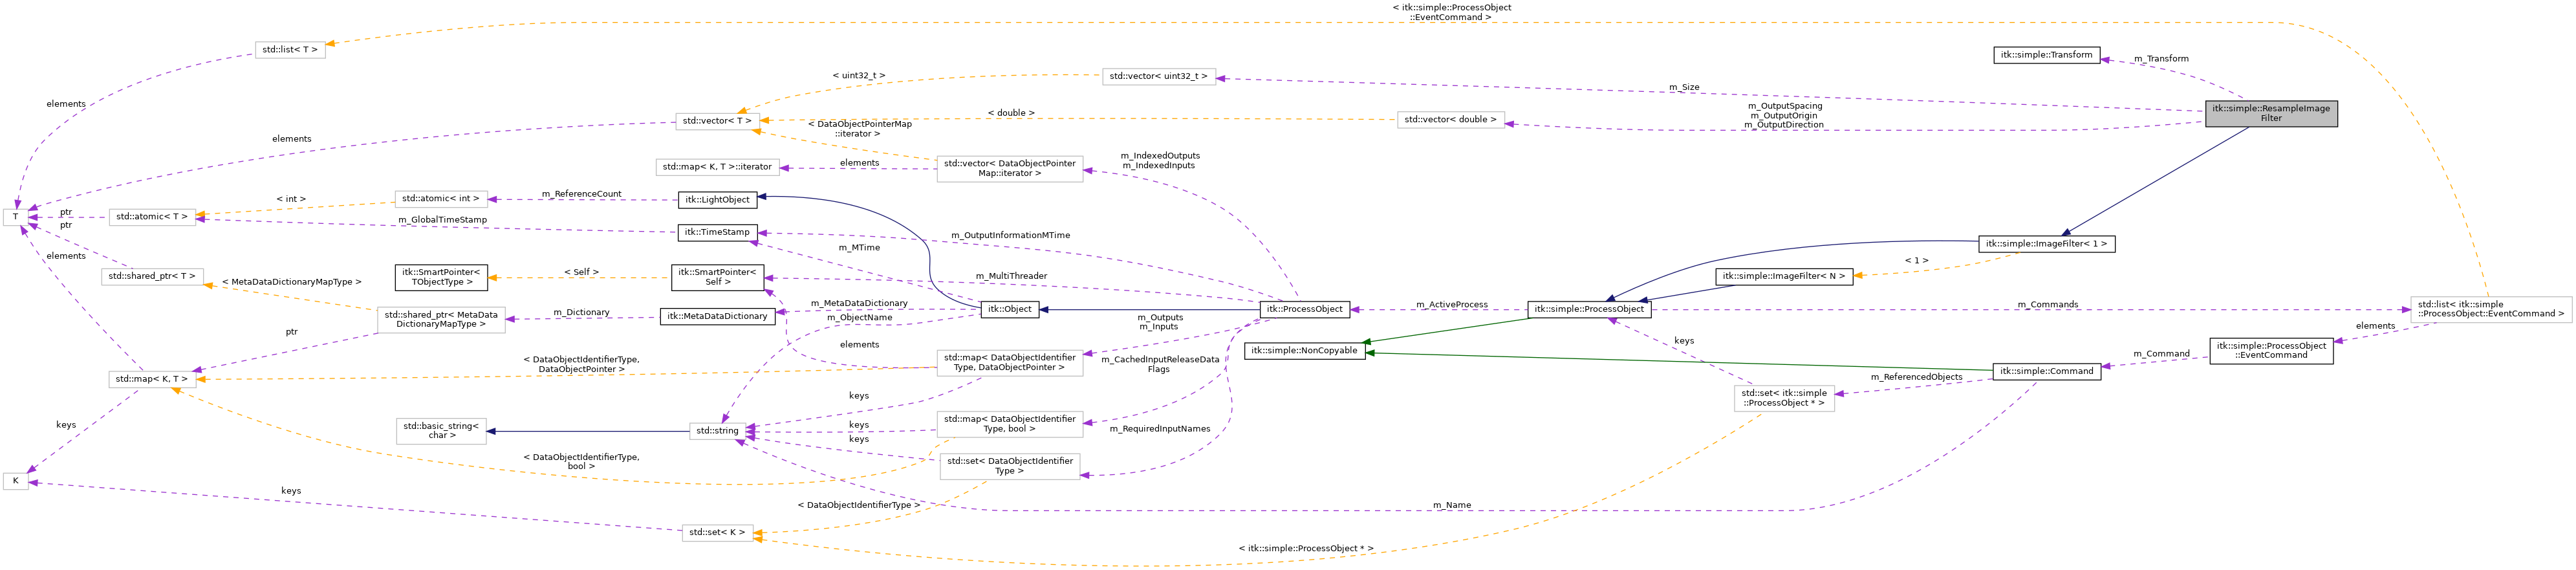 < itk::simple::ProcessObject
::EventCommand >
std::list< T >
itk::simple::Transform
m_Transform
std::vector< uint32_t >
< uint32_t >
m_Size
elements
itk::simple::ResampleImage
Filter
m_OutputSpacing
m_OutputOrigin
m_OutputDirection
< double >
std::vector< double >
std::vector< T >
< DataObjectPointerMap
::iterator >
elements
m_IndexedOutputs
m_IndexedInputs
std::map< K, T >::iterator
elements
std::vector< DataObjectPointer
Map::iterator >
m_ReferenceCount
itk::LightObject
std::atomic< int >
< int >
T
ptr
std::atomic< T >
m_GlobalTimeStamp
ptr
itk::TimeStamp
m_OutputInformationMTime
m_MTime
itk::simple::ImageFilter< 1 >
elements
< 1 >
std::shared_ptr< T >
itk::SmartPointer<
TObjectType >
< Self >
itk::SmartPointer<
Self >
m_MultiThreader
itk::simple::ImageFilter< N >
< MetaDataDictionaryMapType >
m_MetaDataDictionary
itk::Object
itk::ProcessObject
m_ActiveProcess
itk::simple::ProcessObject
m_Commands
std::list< itk::simple
::ProcessObject::EventCommand >
std::shared_ptr< MetaData
DictionaryMapType >
m_Dictionary
itk::MetaDataDictionary
m_ObjectName
m_Outputs
m_Inputs
elements
ptr
elements
keys
itk::simple::ProcessObject
::EventCommand
itk::simple::NonCopyable
m_Command
< DataObjectIdentifierType,
DataObjectPointer >
std::map< DataObjectIdentifier
Type, DataObjectPointer >
m_CachedInputReleaseData
Flags
itk::simple::Command
m_ReferencedObjects
std::map< K, T >
keys
std::set< itk::simple
::ProcessObject * >
keys
std::basic_string<
char >
std::string
keys
std::map< DataObjectIdentifier
Type, bool >
m_RequiredInputNames
keys
< DataObjectIdentifierType,
bool >
std::set< DataObjectIdentifier
Type >
K
keys
< DataObjectIdentifierType >
m_Name
std::set< K >
< itk::simple::ProcessObject * >